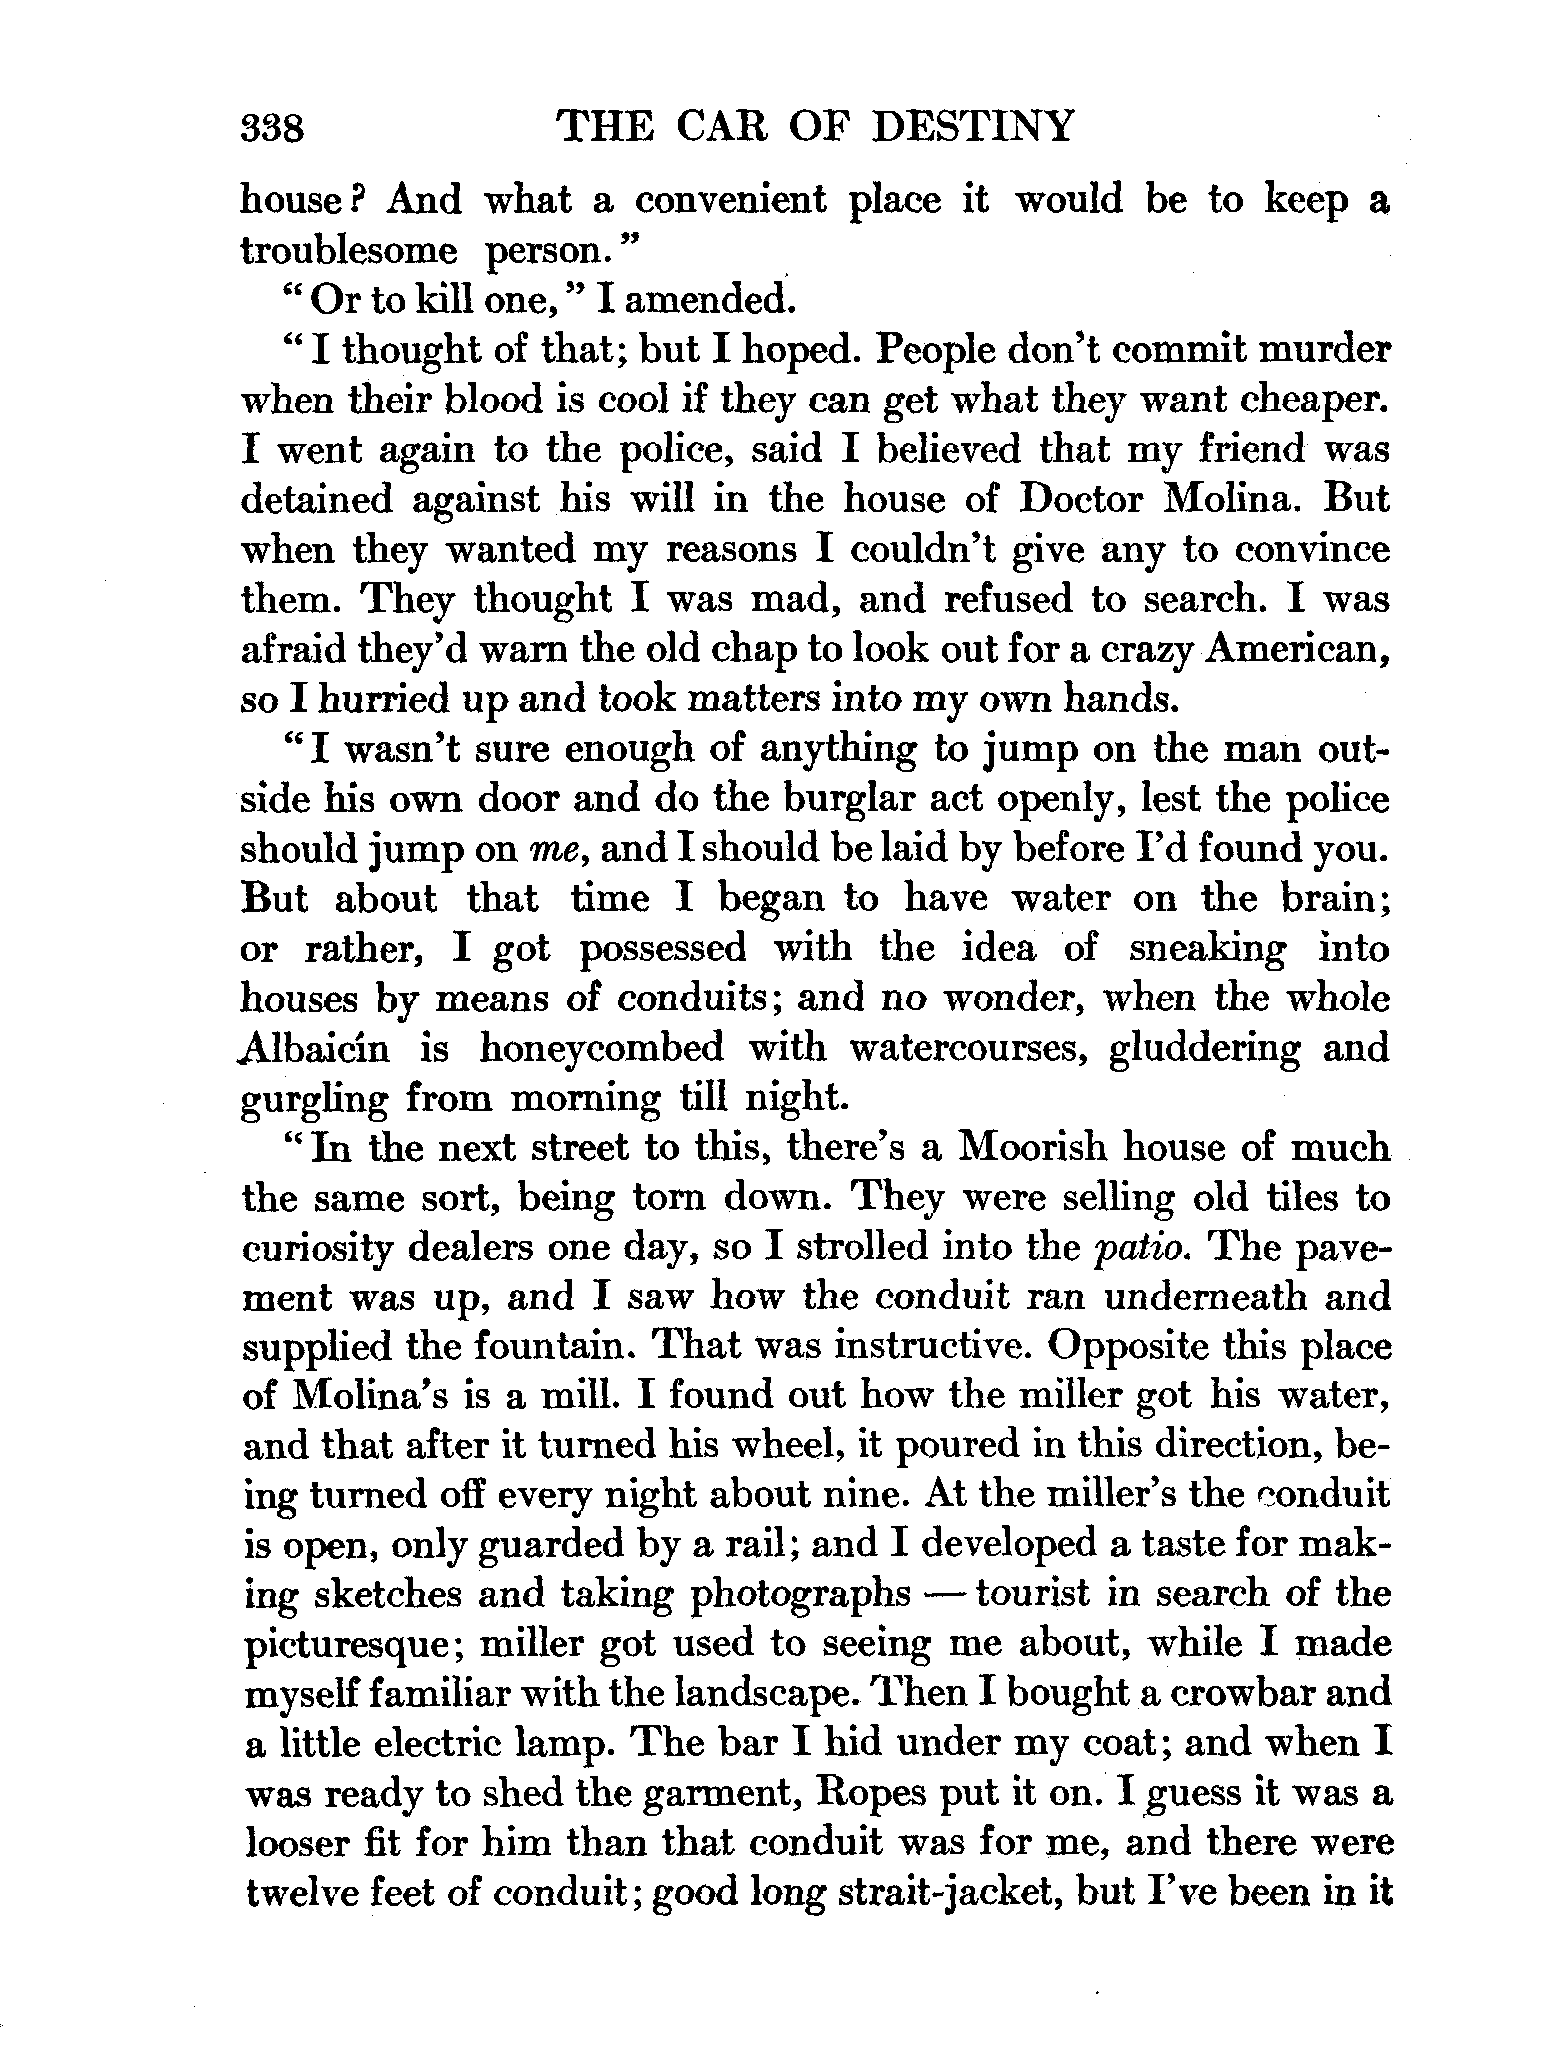 338 THE CAR OF DESTINY
house? And what a convenient place it would be to keep a
troublesome person."
"Or to kill one," I amended.
"I thought of that; but I hoped. People don't commit murder
when their blood is cool if they can get what they want cheaper.
I went again to the police, said I believed that my friend was
detained against his will in the house of Doctor Molina. But
when they wanted my reasons I couldn't give any to convince
them. They thought I was mad, and refused to search. I was
afraid they'd warn the old chap to look out for a crazy American,
so I hurried up and took matters into my own hands.
"I wasn't sure enough of anything to jump on the man out-
side his own door and do the burglar act openly, lest the police
should jump on me, and I should be laid by before I'd found you.
But about that time I began to have water on the brain;
or rather, I got possessed with the idea of sneaking into
houses by means of conduits; and no wonder, when the whole
Albaicín is honeycombed with watercourses, gluddering and
gurgling from morning till night.
"In the next street to this, there's a Moorish house of much
the same sort, being torn down. They were selling old tiles to
curiosity dealers one day, so I strolled into the patio. The pave-
ment was up, and I saw how the conduit ran underneath and
supplied the fountain. That was instructive. Opposite this place
of Molina's is a mill. I found out how the miller got his water,
and that after it turned his wheel, it poured in this direction, be-
ing turned off every night about nine. At the miller's the conduit
is open, only guarded by a rail; and I developed a taste for mak-
ing sketches and taking photographs — tourist in search of the
picturesque; miller got used to seeing me about, while I made
myself familiar with the landscape. Then I bought a crowbar and
a little electric lamp. The bar I hid under my coat; and when I
was ready to shed the garment, Ropes put it on. I guess it was a
looser fit for him than that conduit was for me, and there were
twelve feet of conduit; good long strait-jacket, but I've been in it